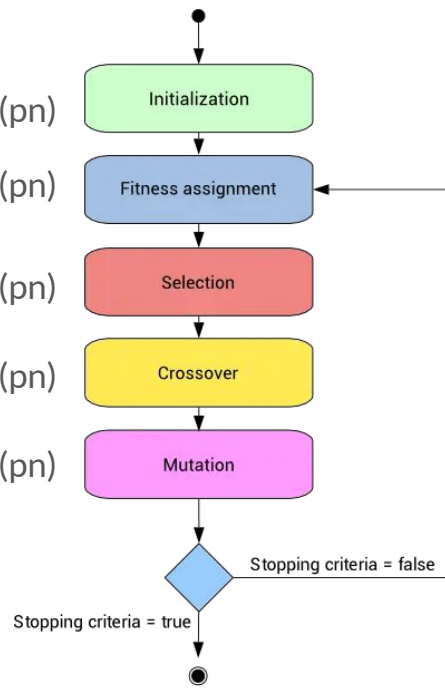 (pn)
Initialization
(pn)
Fitness assignment
(pn)
Selection
(pn)
Crossover
(pn)
Mutation
Stopping criteria = false
Stopping criteria = true